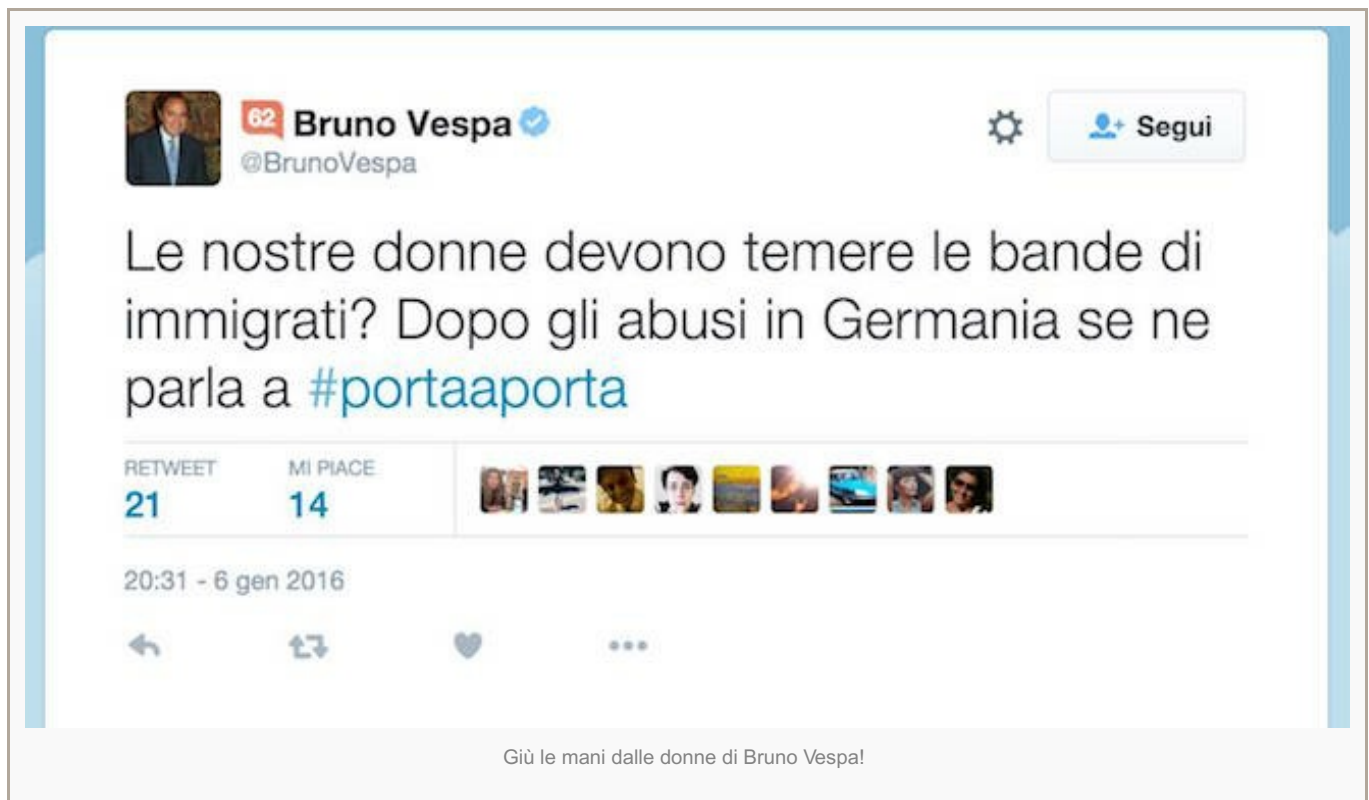 62 Bruno Vespa
@BrunoVespa
Segui
Le nostre donne devono temere le bande di
immigrati? Dopo gli abusi in Germania se ne
parla a #portaaporta
RETWEET MI PIACE
21 14
20:31 - 6 gen 2016
Giù le mani dalle donne di Bruno Vespa!